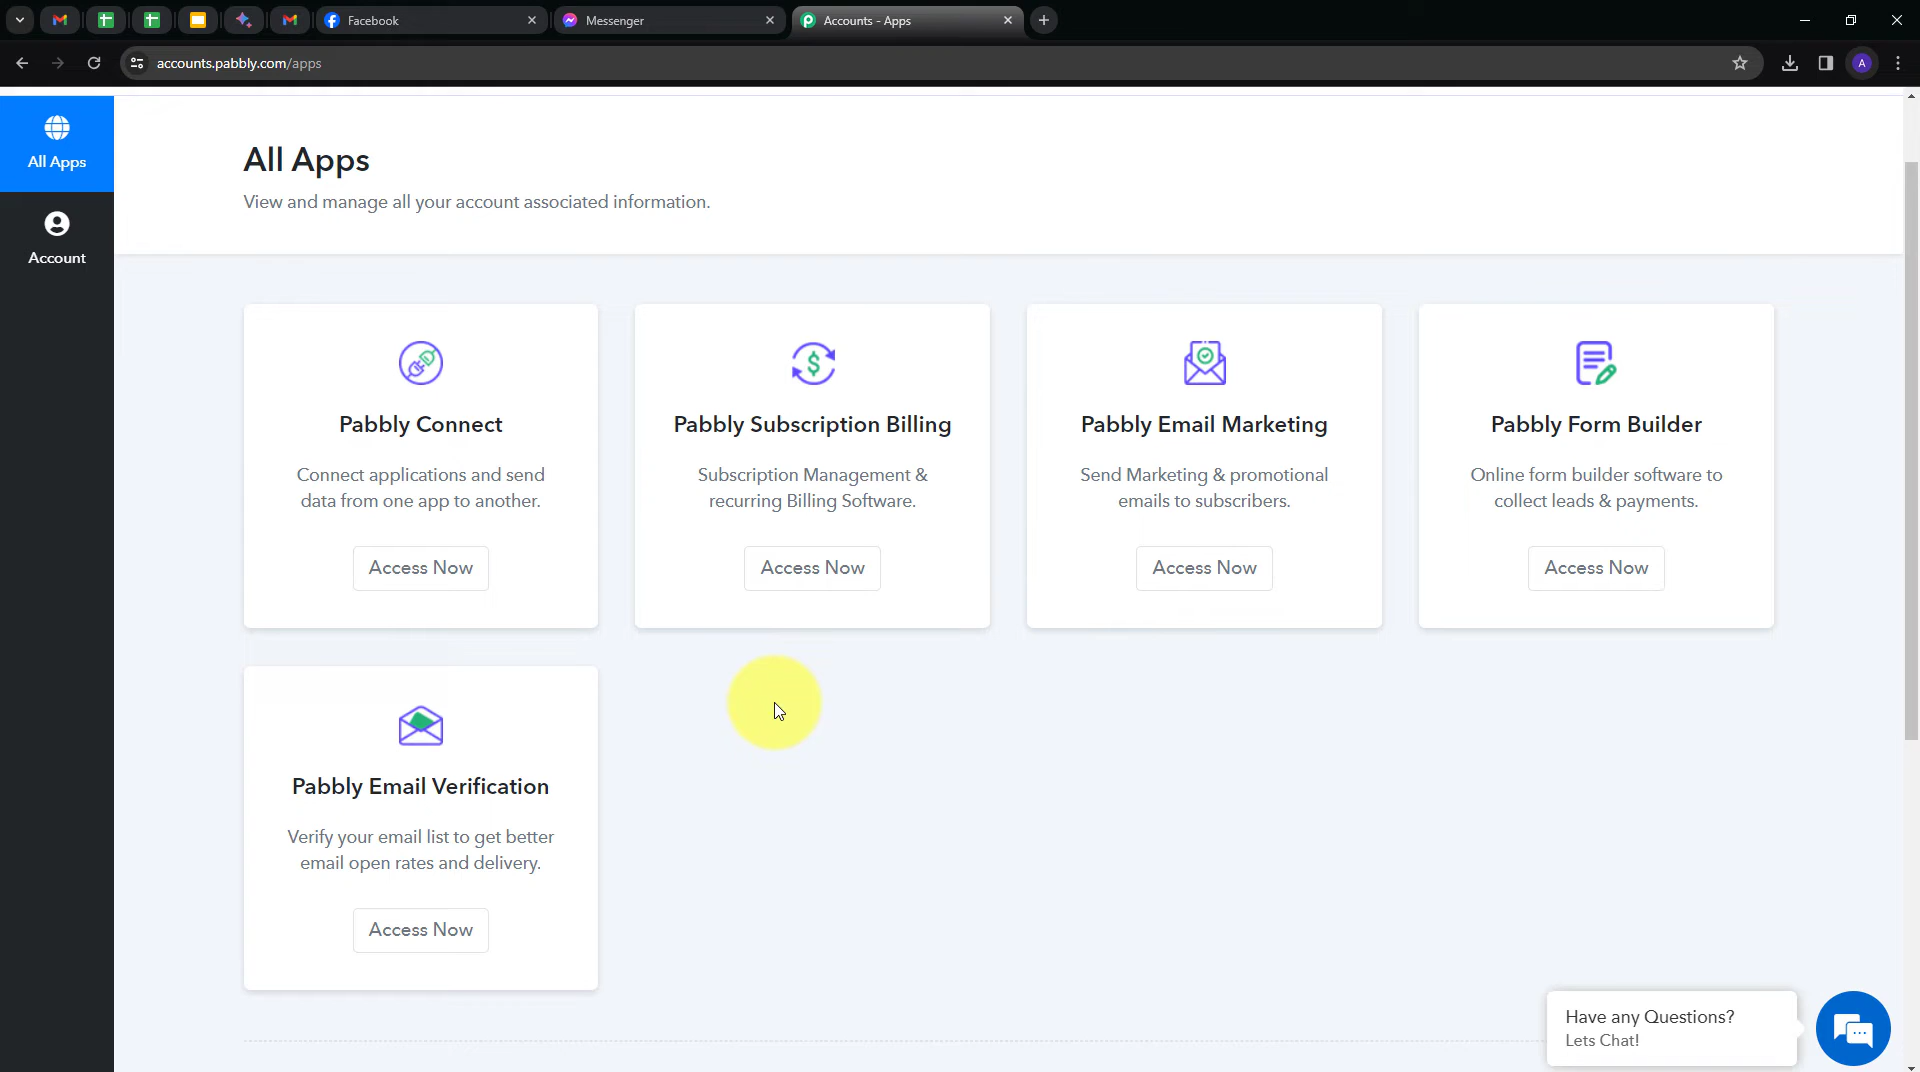 Facebook
Messenger
Accounts - Apps
accounts.pabbly.com/apps
A
All Apps
Account
All Apps
View and manage all your account associated information.
Pabbly Connect
Connect applications and send
data from one app to another.
Access Now
Pabbly Subscription Billing
Subscription Management &
recurring Billing Software.
Access Now
Pabbly Email Marketing
Send Marketing & promotional
emails to subscribers.
Access Now
Pabbly Form Builder
Online form builder software to
collect leads & payments.
Access Now
Pabbly Email Verification
Verify your email list to get better
email open rates and delivery.
Access Now
Have any Questions?
Lets Chat!